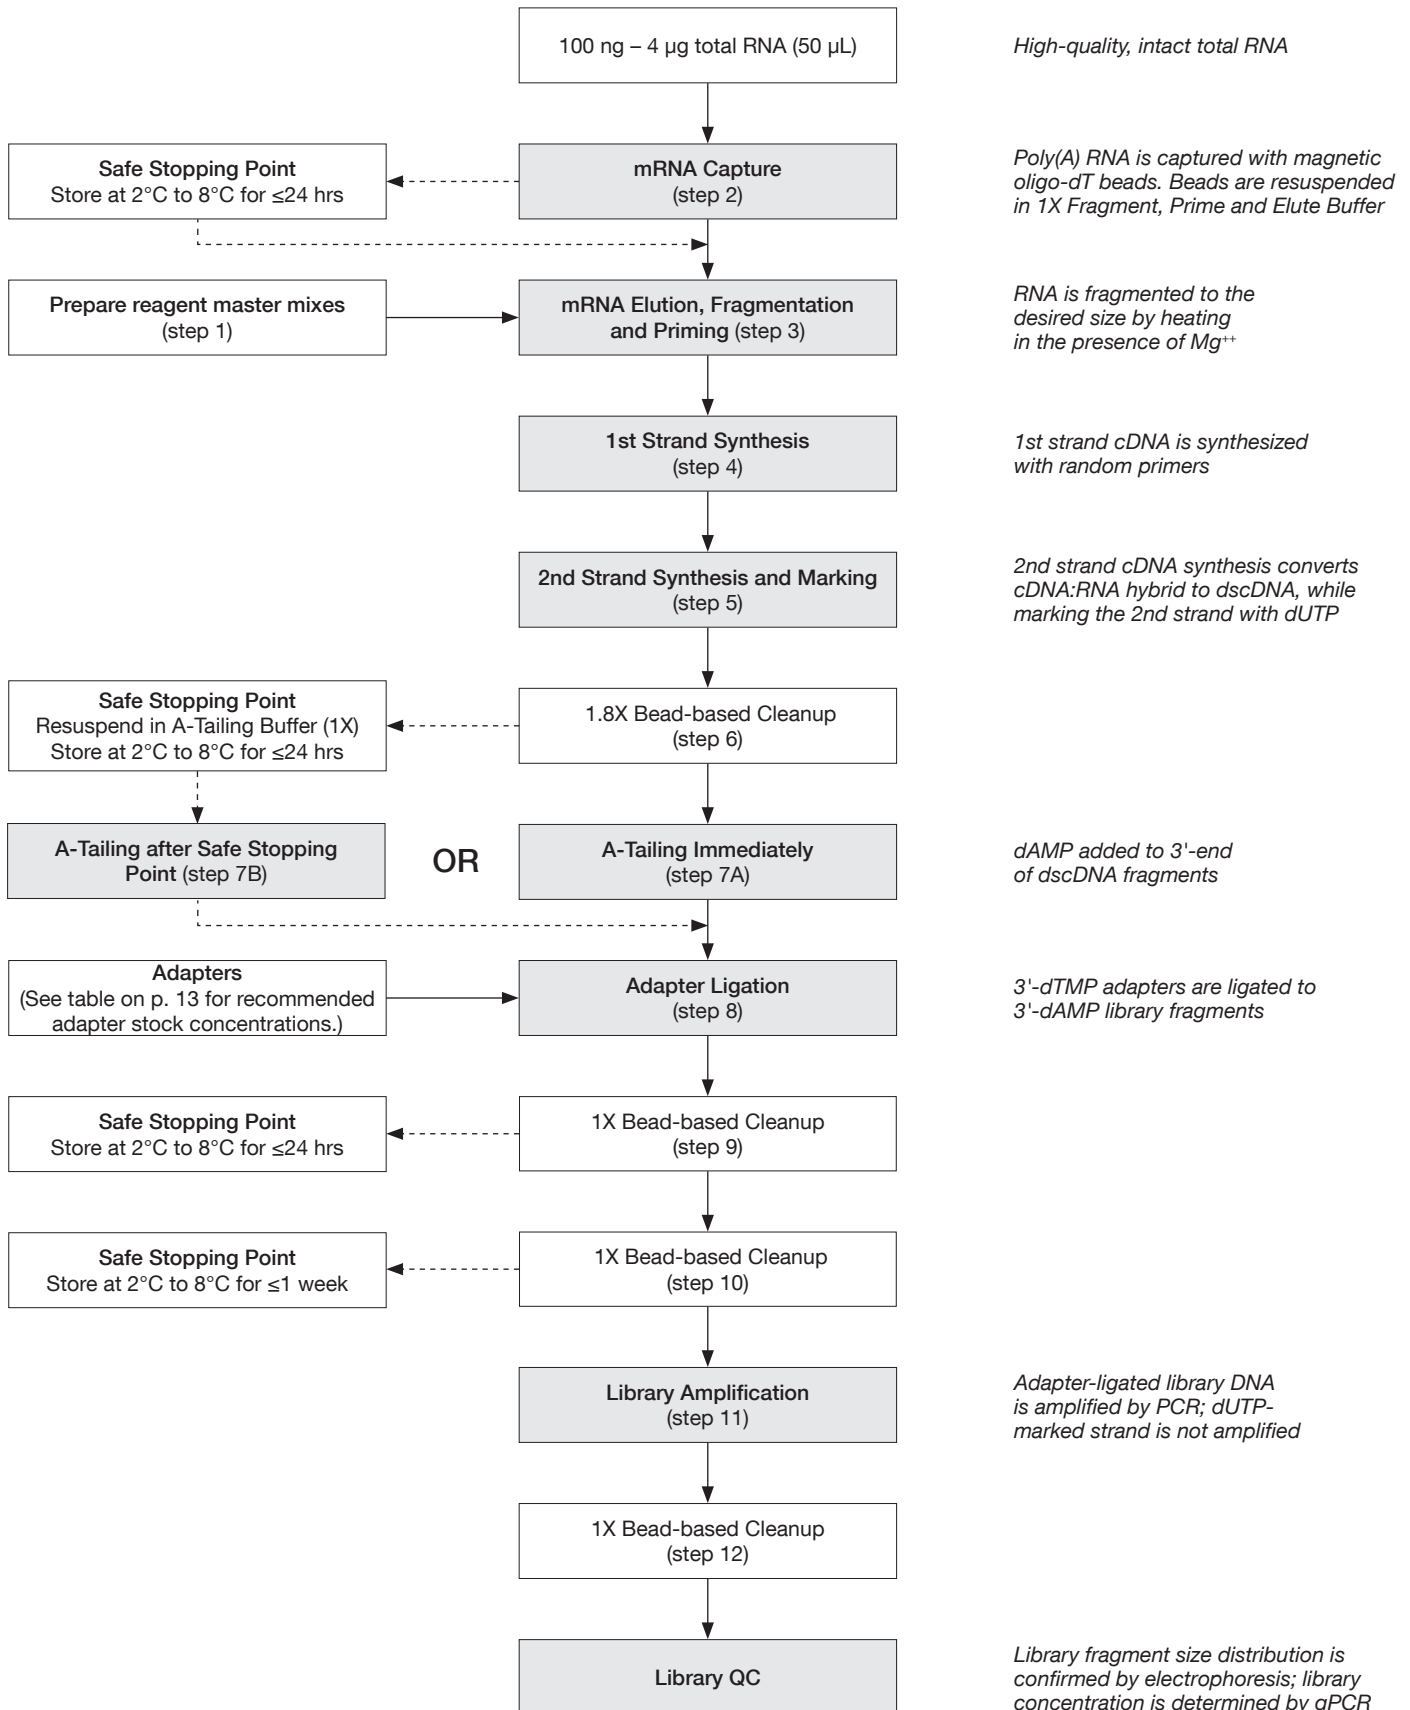 100 ng – 4 µg total RNA (50 µL)
High-quality, intact total RNA
Safe Stopping Point
Store at 2°C to 8°C for ≤24 hrs
mRNA Capture
(step 2)
Poly(A) RNA is captured with magnetic
oligo-dT beads. Beads are resuspended
in 1X Fragment, Prime and Elute Buffer
Prepare reagent master mixes
(step 1)
mRNA Elution, Fragmentation
and Priming (step 3)
RNA is fragmented to the
desired size by heating
in the presence of Mg⁺⁺
1st Strand Synthesis
(step 4)
1st strand cDNA is synthesized
with random primers
2nd Strand Synthesis and Marking
(step 5)
2nd strand cDNA synthesis converts
cDNA:RNA hybrid to dscDNA, while
marking the 2nd strand with dUTP
Safe Stopping Point
Resuspend in A-Tailing Buffer (1X)
Store at 2°C to 8°C for ≤24 hrs
1.8X Bead-based Cleanup
(step 6)
A-Tailing after Safe Stopping
Point (step 7B)
OR
A-Tailing Immediately
(step 7A)
dAMP added to 3'-end
of dscDNA fragments
Adapters
(See table on p. 13 for recommended
adapter stock concentrations.)
Adapter Ligation
(step 8)
3'-dTMP adapters are ligated to
3'-dAMP library fragments
Safe Stopping Point
Store at 2°C to 8°C for ≤24 hrs
1X Bead-based Cleanup
(step 9)
Safe Stopping Point
Store at 2°C to 8°C for ≤1 week
1X Bead-based Cleanup
(step 10)
Library Amplification
(step 11)
Adapter-ligated library DNA
is amplified by PCR; dUTP-
marked strand is not amplified
1X Bead-based Cleanup
(step 12)
Library QC
Library fragment size distribution is
confirmed by electrophoresis; library
concentration is determined by qPCR